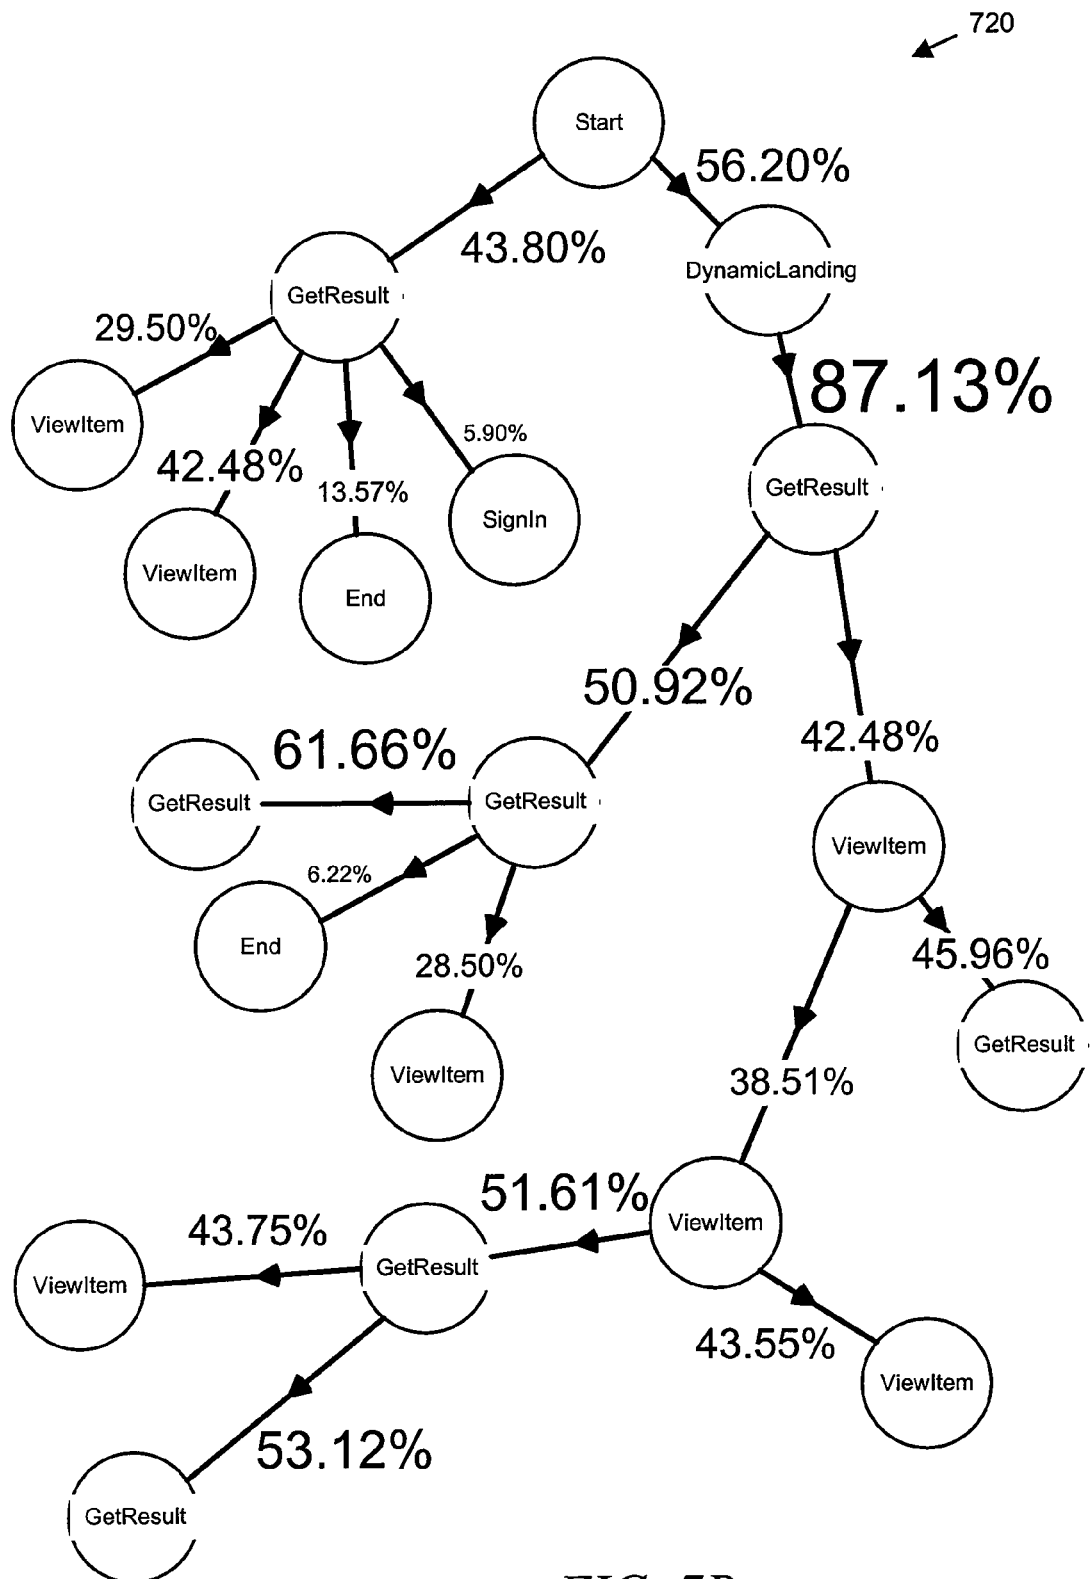 720
Start
56.20%
43.80%
DynamicLanding
GetResult
29.50%
87.13%
ViewItem
5.90%
42.48%
13.57%
GetResult
SignIn
ViewItem
End
50.92%
42.48%
61.66%
GetResult
GetResult
ViewItem
6.22%
End
45.96%
28.50%
GetResult
ViewItem
38.51%
51.61%
43.75%
ViewItem
GetResult
ViewItem
43.55%
ViewItem
53.12%
GetResult